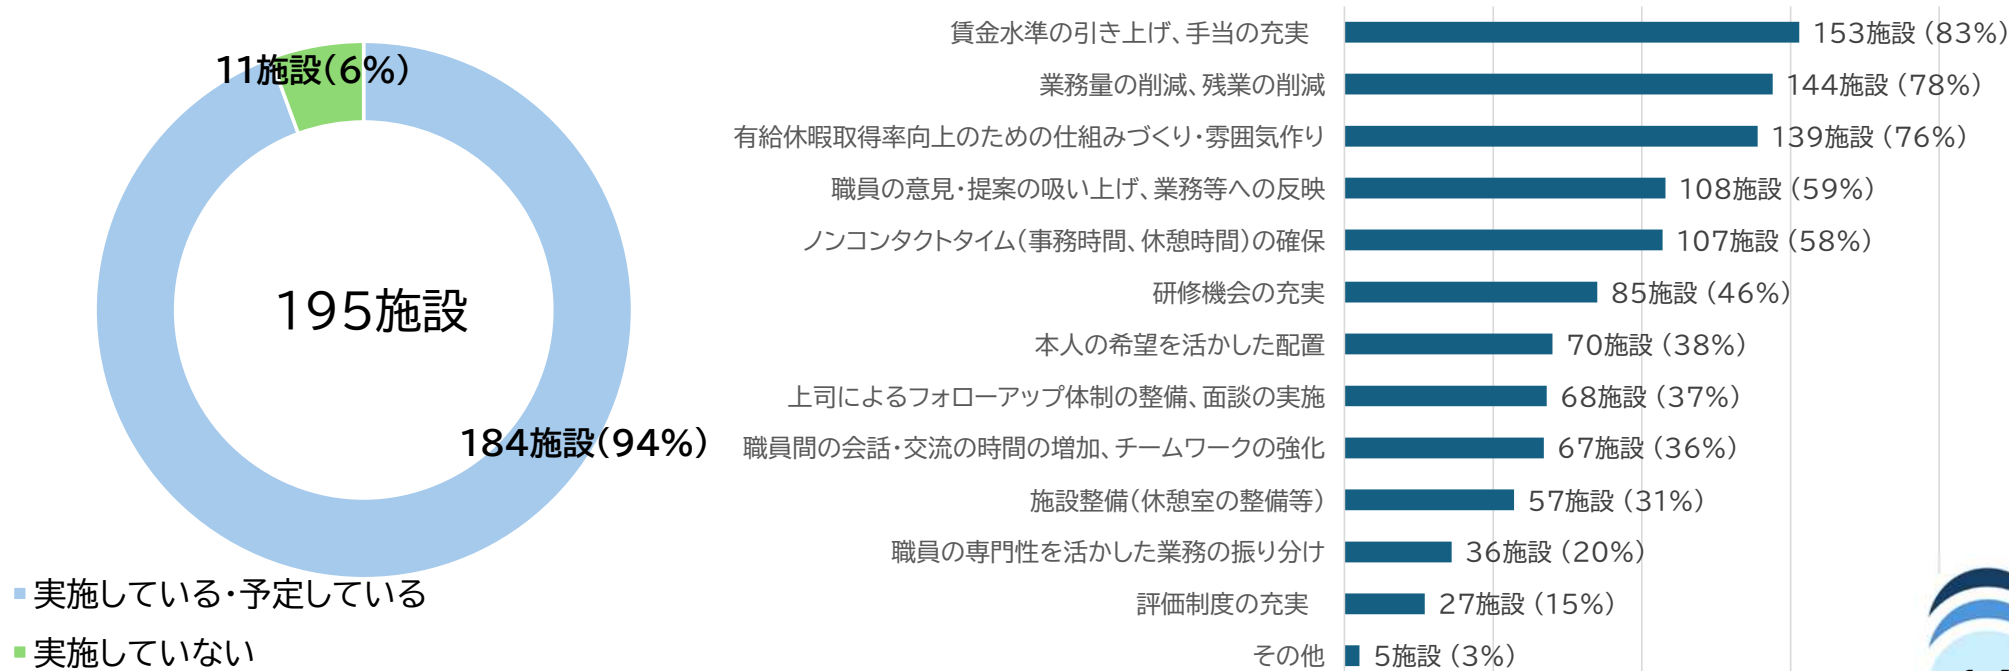 11施設(6%)
195施設
184施設(94%)
実施している・予定している
実施していない
賃金水準の引き上げ、手当の充実 153施設 (83%)
業務量の削減、残業の削減 144施設 (78%)
有給休暇取得率向上のための仕組みづくり・雰囲気作り 139施設 (76%)
職員の意見・提案の吸い上げ、業務等への反映 108施設 (59%)
ノンコンタクトタイム(事務時間、休憩時間)の確保 107施設 (58%)
研修機会の充実 85施設 (46%)
本人の希望を活かした配置 70施設 (38%)
上司によるフォローアップ体制の整備、面談の実施 68施設 (37%)
職員間の会話・交流の時間の増加、チームワークの強化 67施設 (36%)
施設整備(休憩室の整備等) 57施設 (31%)
職員の専門性を活かした業務の振り分け 36施設 (20%)
評価制度の充実 27施設 (15%)
その他 5施設 (3%)